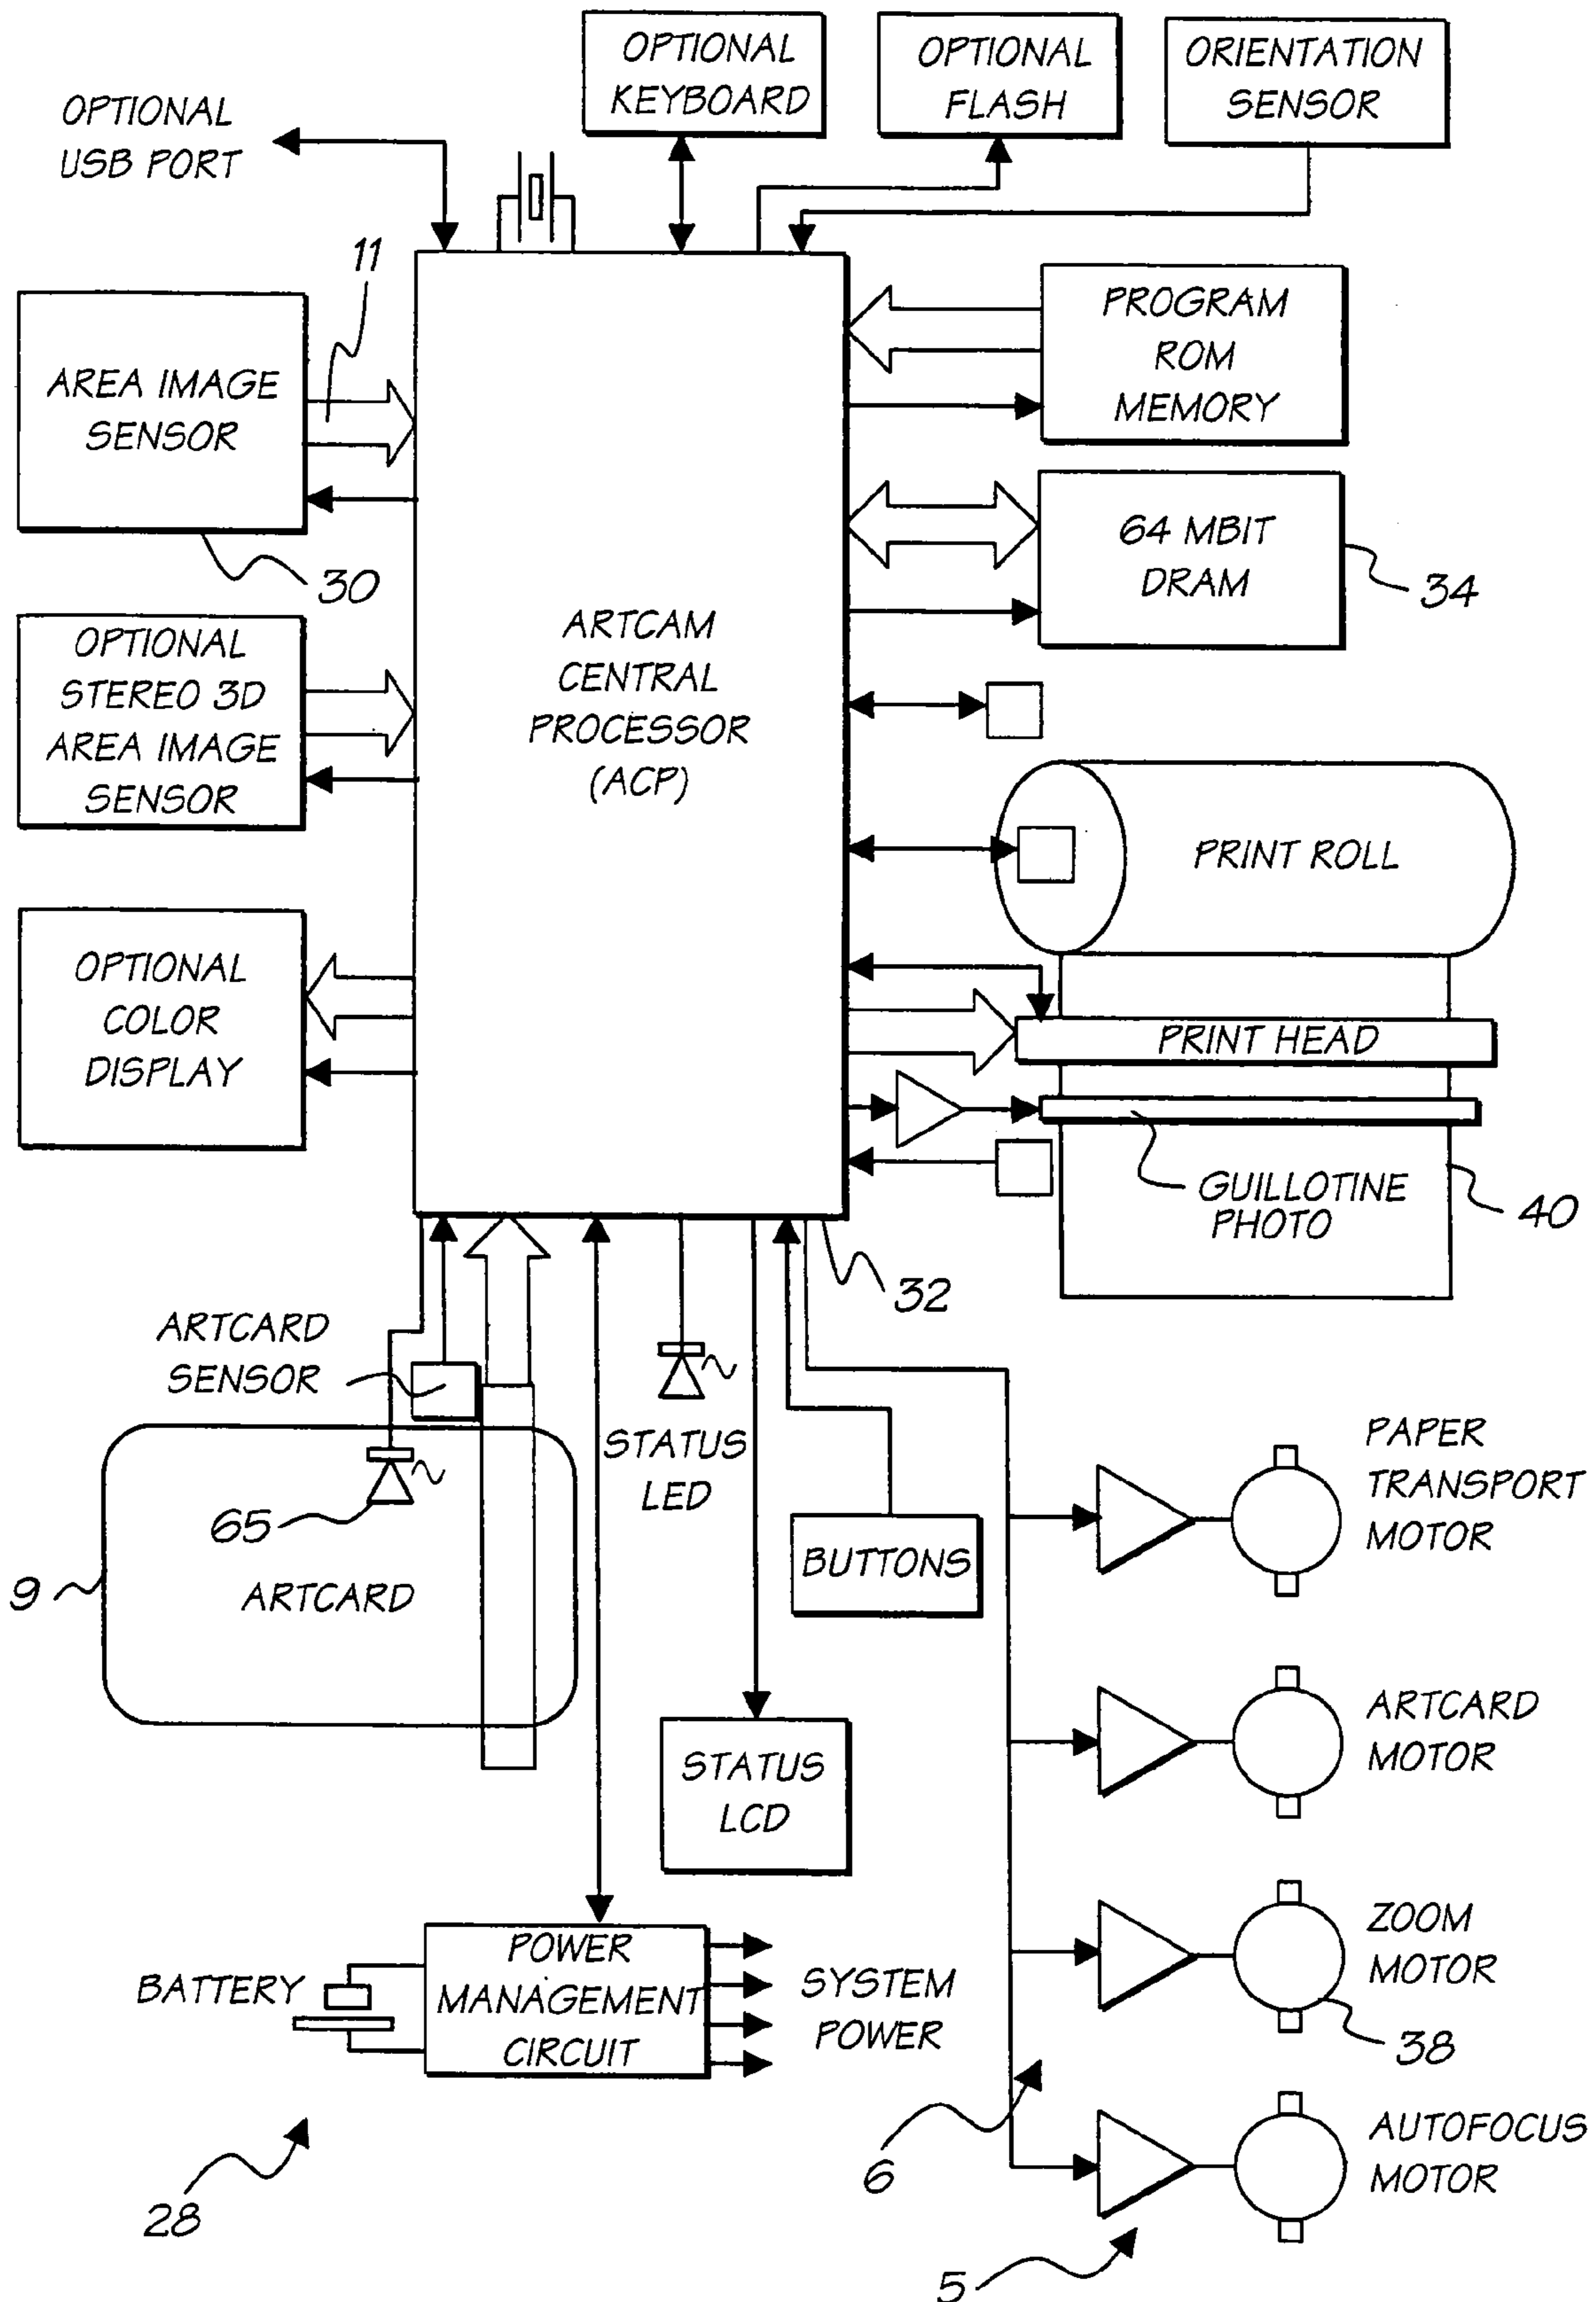 OPTIONAL
USB PORT
OPTIONAL
KEYBOARD
OPTIONAL
FLASH
ORIENTATION
SENSOR
11
AREA IMAGE
SENSOR
30
PROGRAM
ROM
MEMORY
64 MBIT
DRAM
34
OPTIONAL
STEREO 3D
AREA IMAGE
SENSOR
ARTCAM
CENTRAL
PROCESSOR
(ACP)
PRINT ROLL
OPTIONAL
COLOR
DISPLAY
PRINT HEAD
GUILLOTINE
PHOTO
40
32
ARTCARD
SENSOR
STATUS
LED
65
9
ARTCARD
BUTTONS
PAPER
TRANSPORT
MOTOR
STATUS
LCD
ARTCARD
MOTOR
BATTERY
POWER
MANAGEMENT
CIRCUIT
SYSTEM
POWER
ZOOM
MOTOR
38
28
6
AUTOFOCUS
MOTOR
5